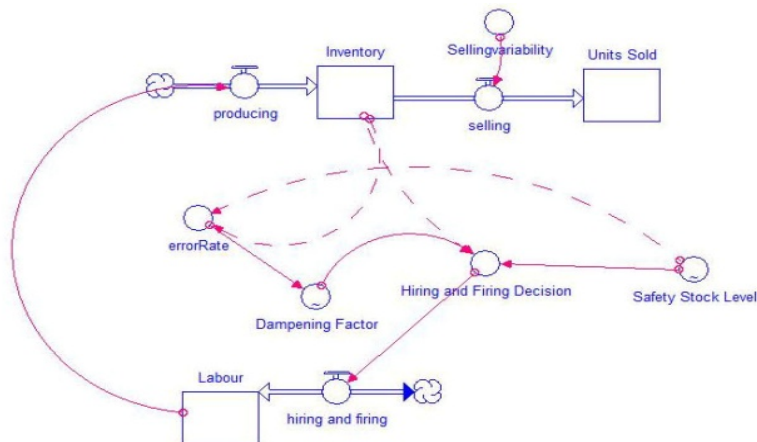 Inventory
Sellingvariability
Units Sold
producing
selling
errorRate
Hiring and Firing Decision
Safety Stock Level
Dampening Factor
~
~
Labour
hiring and firing